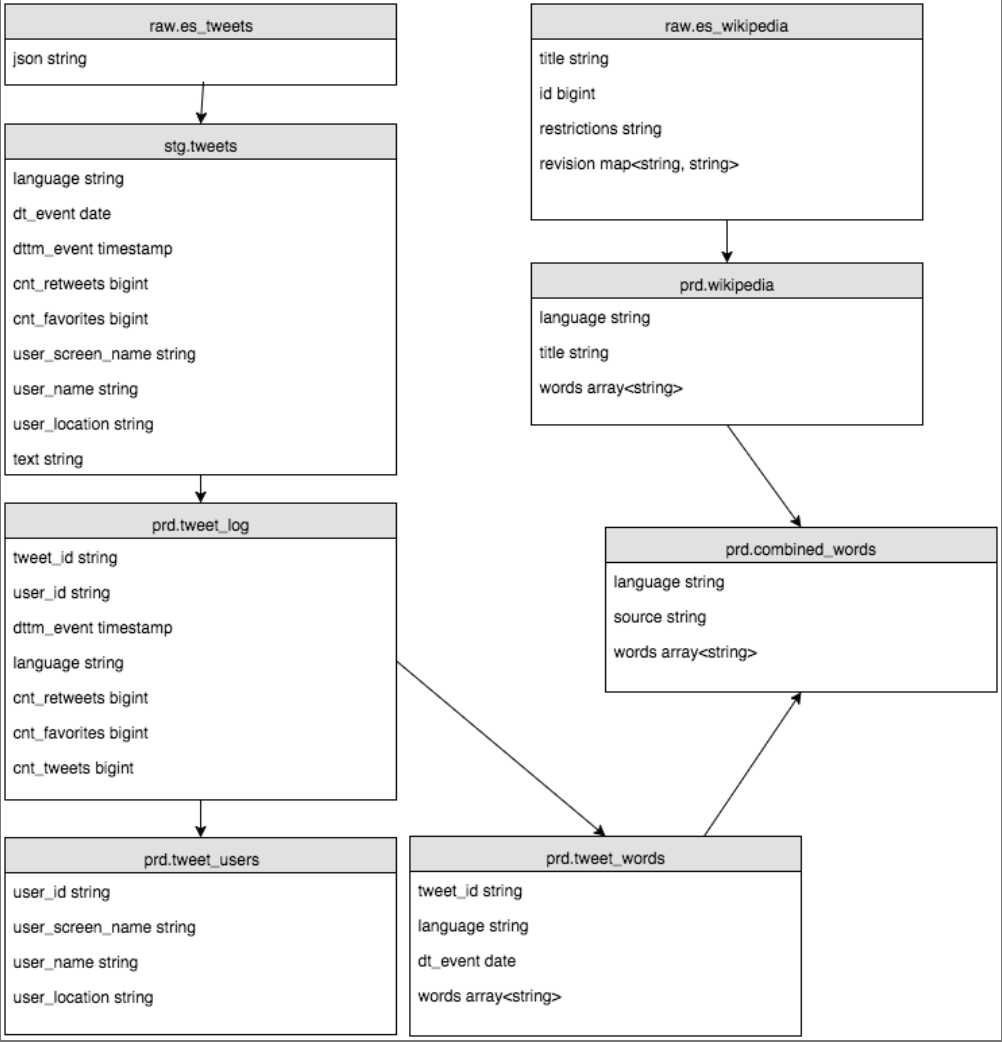 raw.es_tweets
json string
stg.tweets
language string
dt_event date
dttm_event timestamp
cnt_retweets bigint
cnt_favorites bigint
user_screen_name string
user_name string
user_location string
text string
prd.tweet_log
tweet_id string
user_id string
dttm_event timestamp
language string
cnt_retweets bigint
cnt_favorites bigint
cnt_tweets bigint
prd.tweet_users
user_id string
user_screen_name string
user_name string
user_location string
raw.es_wikipedia
title string
id bigint
restrictions string
revision map<string, string>
prd.wikipedia
language string
title string
words array<string>
prd.combined_words
language string
source string
words array<string>
prd.tweet_words
tweet_id string
language string
dt_event date
words array<string>